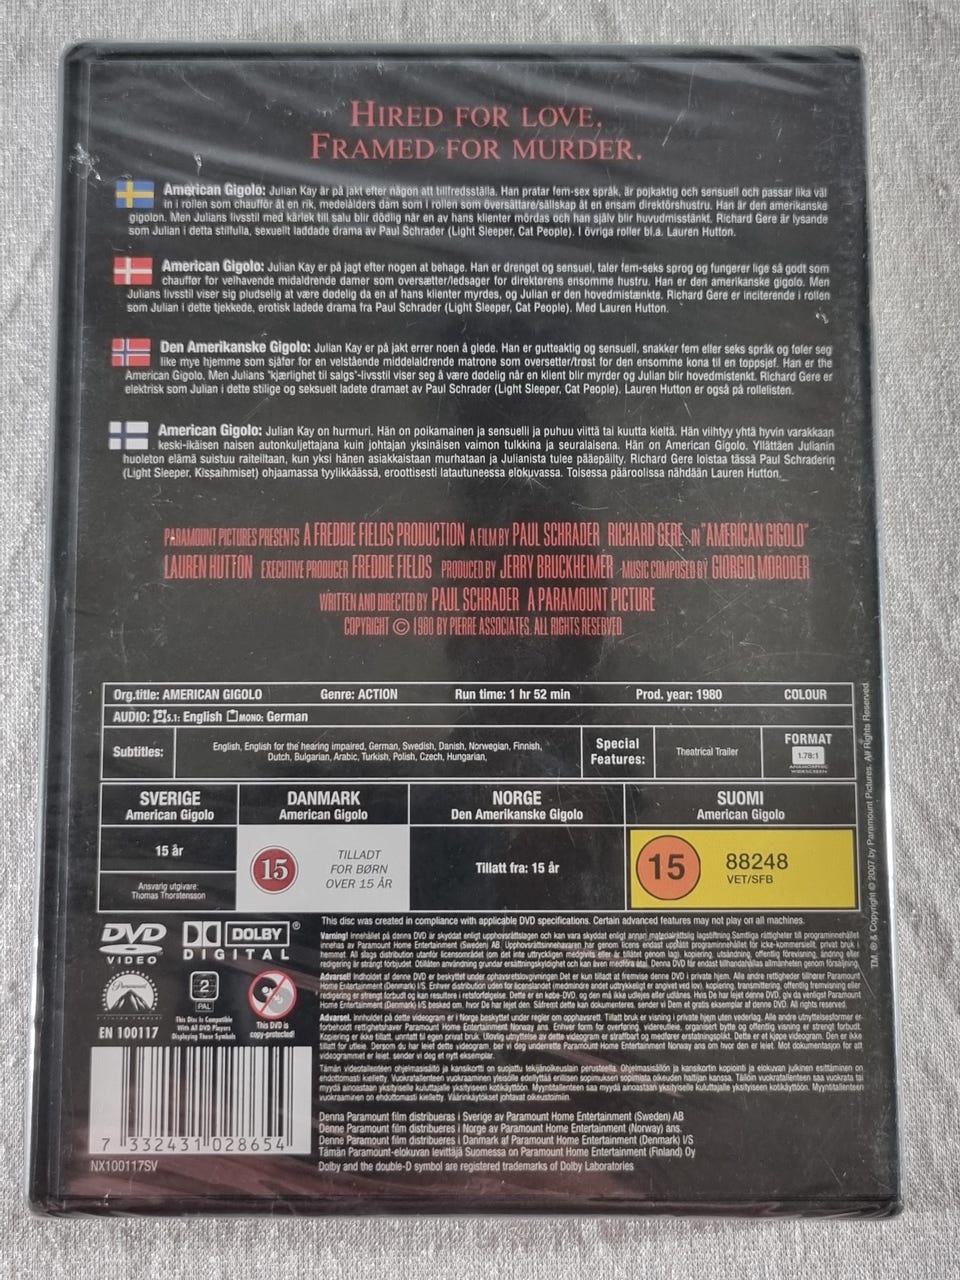 HIRED FOR LOVE.
FRAMED FOR MURDER.
American Gigolo: Julian Kay är på jakt efter någon att tillfredsställa. Han pratar fem-sex språk, är pojkaktig och sensuell och passar lika väl
in i rollen som chaufför åt en rik, medelålders dam som i rollen som översättare/sällskap åt en ensam direktörshustru. Han är den amerikanske
gigolon. Men Julians livsstil med kärlek till salu blir dödlig när en av hans klienter mördas och han själv blir huvudmisstänkt. Richard Gere är lysande
som Julian i detta stilfulla, sexuellt laddade drama av Paul Schrader (Light Sleeper, Cat People). I övriga roller bl.a. Lauren Hutton.
American Gigolo: Julian Kay er på jagt efter nogen at behage. Han er drenget og sensuel, taler fem-seks sprog og fungerer lige så godt som
chauffør for velhavende midaldrende damer som oversætter/ledsager for direktørens ensomme hustru. Han er den amerikanske gigolo. Men
Julians livsstil viser sig pludselig at være dødelig da en af hans klienter myrdes, og Julian er den hovedmistænkte. Richard Gere er inciterende i rollen
som Julian i dette tjekkede, erotisk ladede drama fra Paul Schrader (Light Sleeper, Cat People). Med Lauren Hutton.
Den Amerikanske Gigolo: Julian Kay er på jakt errer noen å glede. Han er gutteaktig og sensuell, snakker fem eller seks språk og føler seg
like mye hjemme som sjåfør for en velstående middelaldrende matrone som oversetter/trøst for den ensomme kona til en toppsjef. Han er the
American Gigolo. Men Julians "kjærlighet til salgs"-livsstil viser seg å være dødelig når en klient blir myrder og Julian blir hovedmistenkt. Richard Gere er
elektrisk som Julian i dette stilige og seksuelt ladede dramaet av Paul Schrader (Light Sleeper, Cat People). Lauren Hutton er også på rollelisten.
American Gigolo: Julian Kay on hurmuri. Hän on poikamainen ja sensuelli ja puhuu viittä tai kuutta kieltä. Hän viihtyy yhtä hyvin varakkaan
keski-ikäisen naisen autonkuljettajana kuin johtajan yksinäisen vaimon tulkkina ja seuralaisena. Hän on American Gigolo. Yllättäen Julianin
huoleton elämä suistuu raiteiltaan, kun yksi hänen asiakkaistaan murhataan ja Julianista tulee pääepäilty. Richard Gere loistaa tässä Paul Schraderin
(Light Sleeper, Kissaihmiset) ohjaamassa tyylikkäässä, eroottisesti latautuneessa elokuvassa. Toisessa pääroolissa nähdään Lauren Hutton.
PARAMOUNT PICTURES PRESENTS A FREDDIE FIELDS PRODUCTION A FILM BY PAUL SCHRADER RICHARD GERE IN "AMERICAN GIGOLO"
LAUREN HUTTON EXECUTIVE PRODUCER FREDDIE FIELDS PRODUCED BY JERRY BRUCKHEIMER MUSIC COMPOSED BY GIORGIO MORODER
WRITTEN AND DIRECTED BY PAUL SCHRADER A PARAMOUNT PICTURE
COPYRIGHT © 1980 BY PIERRE ASSOCIATES. ALL RIGHTS RESERVED.
Org.title: AMERICAN GIGOLO Genre: ACTION Run time: 1 hr 52 min Prod. year: 1980 COLOUR
AUDIO: 5.1: English MONO: German
Subtitles: English, English for the hearing impaired, German, Swedish, Danish, Norwegian, Finnish,
Dutch, Bulgarian, Arabic, Turkish, Polish, Czech, Hungarian,
Special
Features:
Theatrical Trailer
FORMAT
1.78:1
ANAMORPHIC
WIDESCREEN
SVERIGE
American Gigolo
DANMARK
American Gigolo
NORGE
Den Amerikanske Gigolo
SUOMI
American Gigolo
15 år
Ansvarig utgivare:
Thomas Thorstensson
15
TILLADT
FOR BØRN
OVER 15 ÅR
Tillatt fra: 15 år
15
88248
VET/SFB
TM, ® & Copyright © 2007 by Paramount Pictures. All Rights Reserved.
DVD
VIDEO
DOLBY ®
DIGITAL
Paramount
EN 100117
2
PAL
This Disc is Compatible
With All DVD Players
Displaying These Symbols
This DVD is
copy-protected!
This disc was created in compliance with applicable DVD specifications. Certain advanced features may not play on all machines.
Denna Paramount film distribueras i Sverige av Paramount Home Entertainment (Sweden) AB
Denne Paramount film distribueras i Norge av Paramount Home Entertainment (Norway) ans.
Denne Paramount film distribueras i Danmark af Paramount Home Entertainment (Denmark) I/S
Tämän Paramount-elokuvan levittäjä Suomessa on Paramount Home Entertainment (Finland) Oy
Dolby and the double-D symbol are registered trademarks of Dolby Laboratories
7 332431 028654
NX100117SV